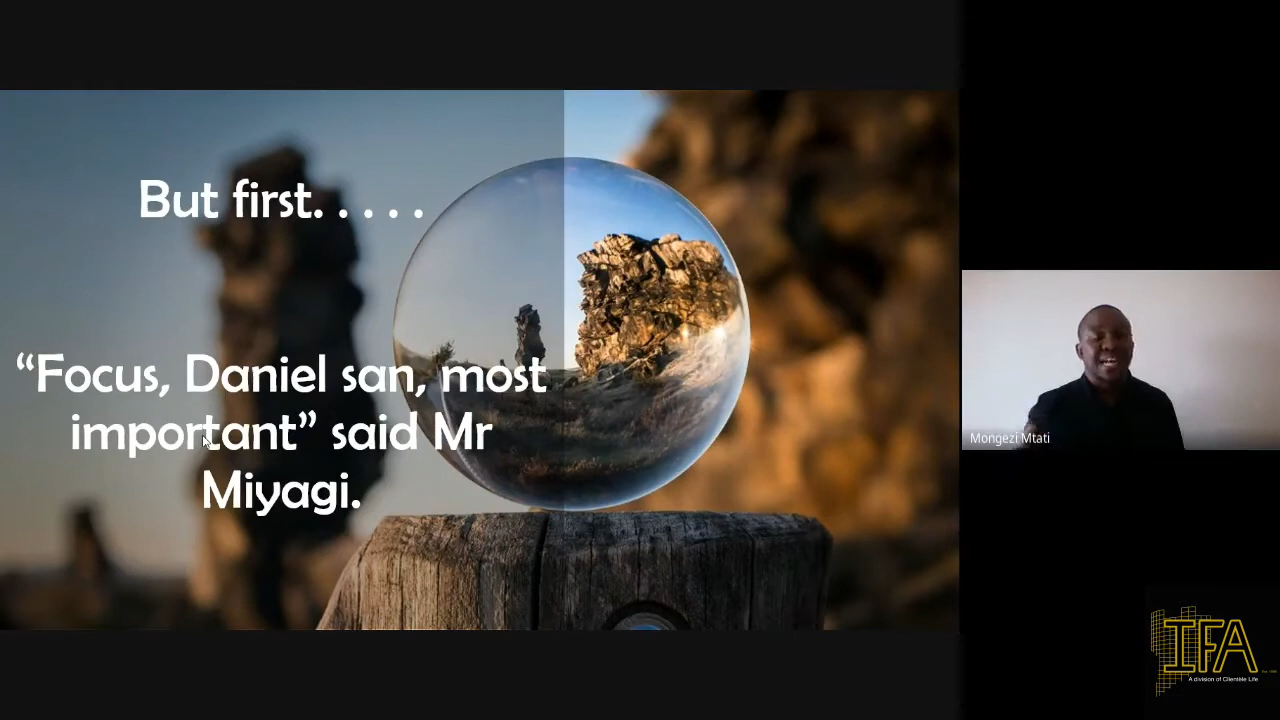 But first. . . . .
“Focus, Daniel san, most
important” said Mr
Miyagi.
Mongezi Mtati
IFA
A division of Clientèle Life